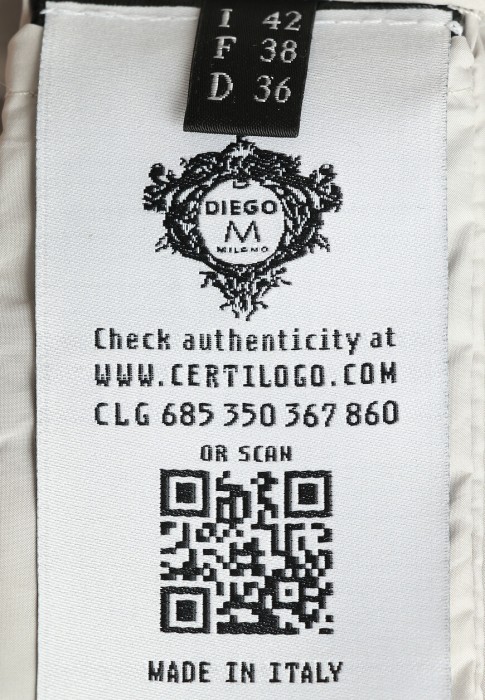 I 42
F 38
D 36
DIEGO
M
MILANO
Check authenticity at
WWW.CERTILOGO.COM
CLG 685 350 367 860
OR SCAN
MADE IN ITALY